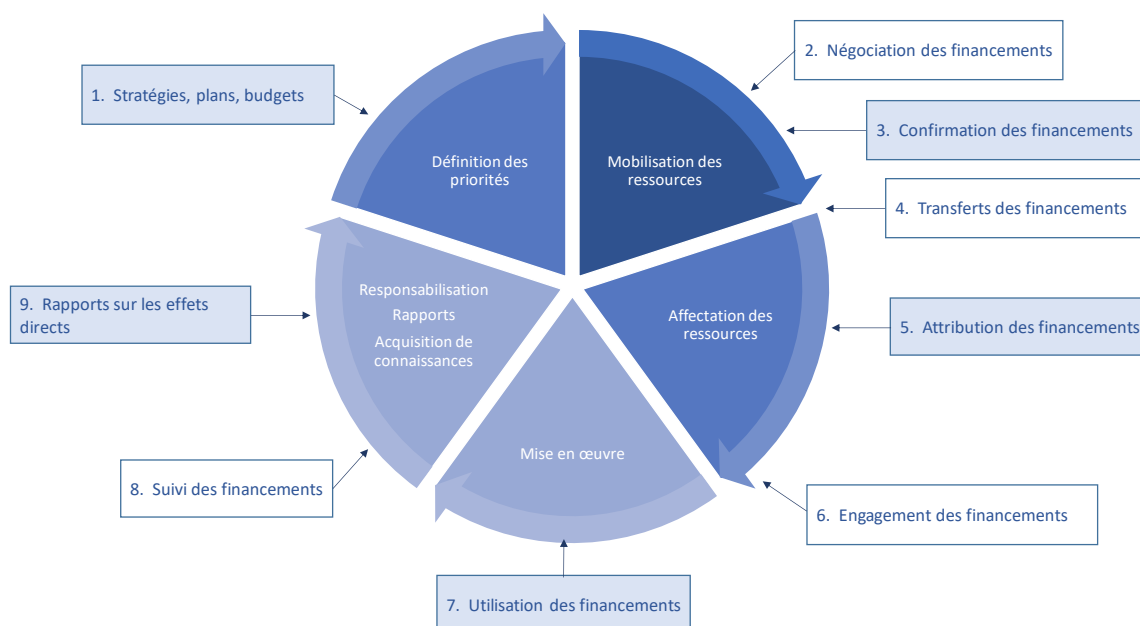 1. Stratégies, plans, budgets
2. Négociation des financements
3. Confirmation des financements
4. Transferts des financements
5. Attribution des financements
6. Engagement des financements
7. Utilisation des financements
8. Suivi des financements
9. Rapports sur les effets
directs
Définition des
priorités
Mobilisation des
ressources
Affectation des
ressources
Mise en œuvre
Responsabilisation
Rapports
Acquisition de
connaissances